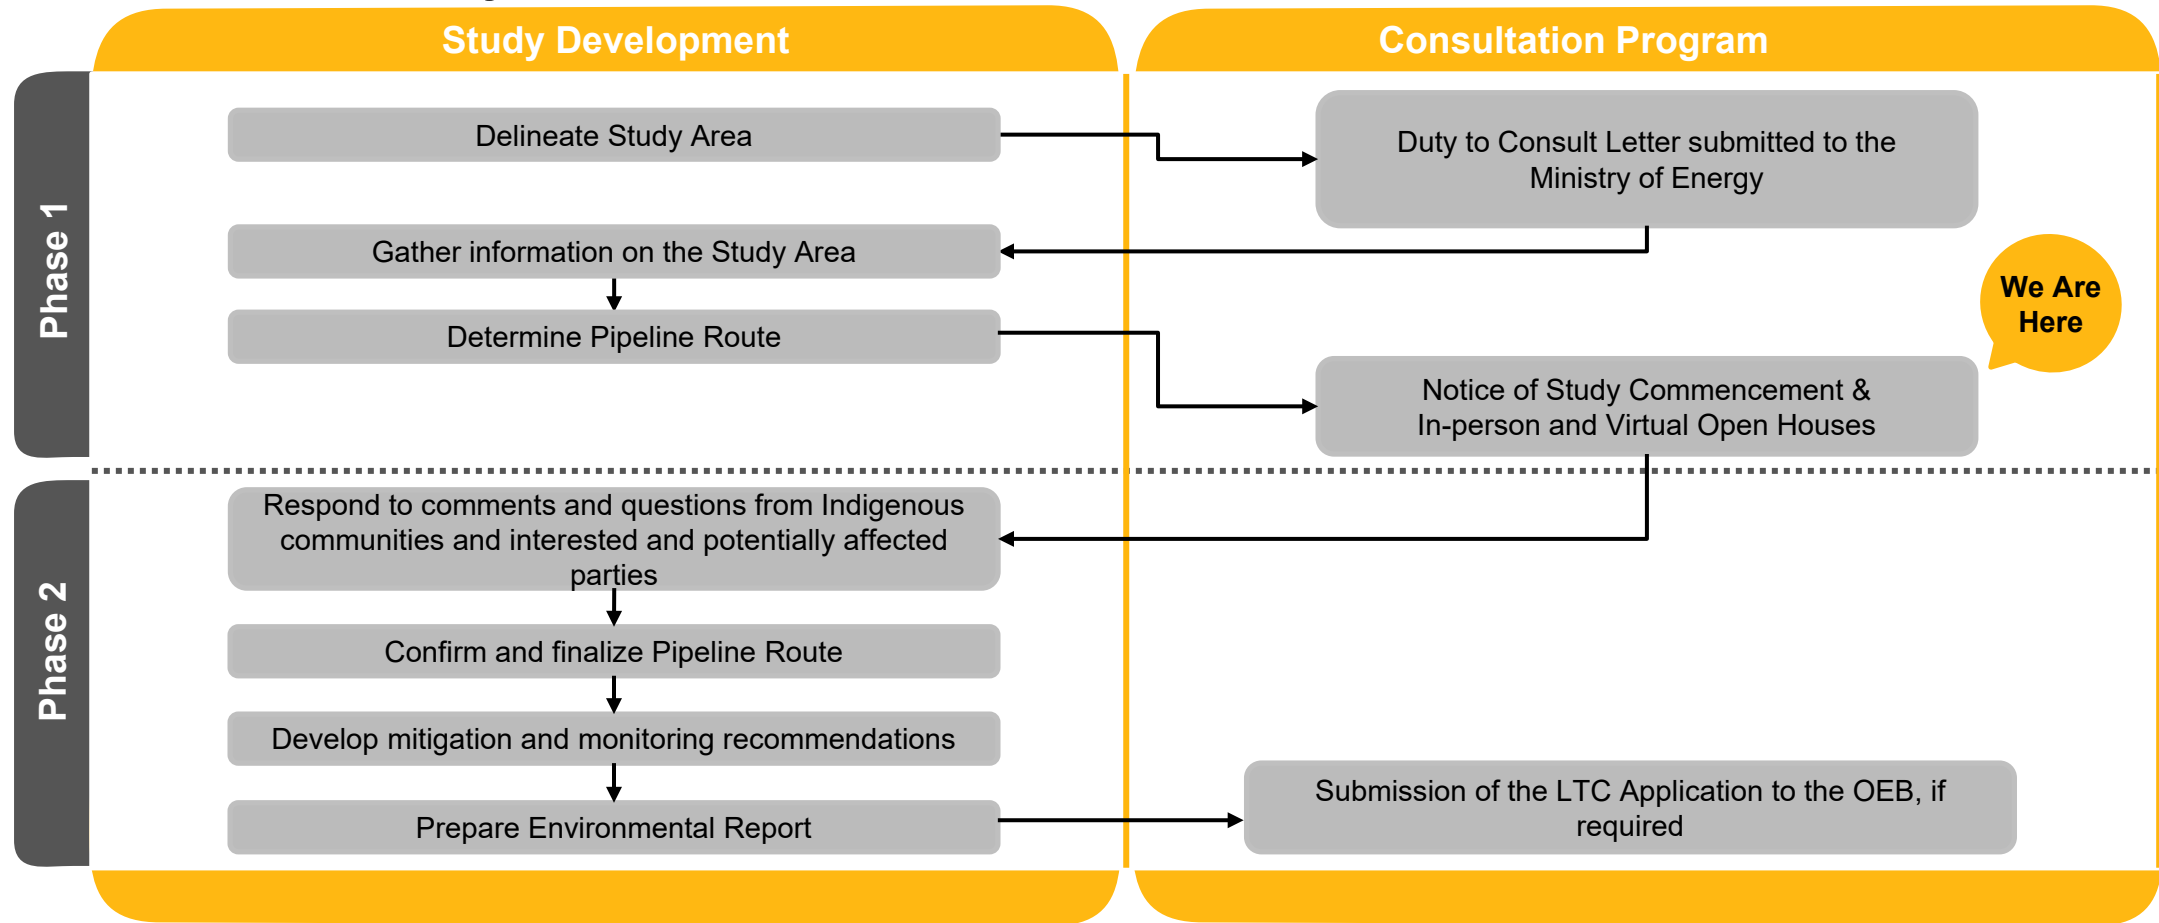 Study Development
Consultation Program
Phase 1
Delineate Study Area
Duty to Consult Letter submitted to the
Ministry of Energy
Gather information on the Study Area
Determine Pipeline Route
We Are
Here
Notice of Study Commencement &
In-person and Virtual Open Houses
Phase 2
Respond to comments and questions from Indigenous
communities and interested and potentially affected
parties
Confirm and finalize Pipeline Route
Develop mitigation and monitoring recommendations
Prepare Environmental Report
Submission of the LTC Application to the OEB, if
required